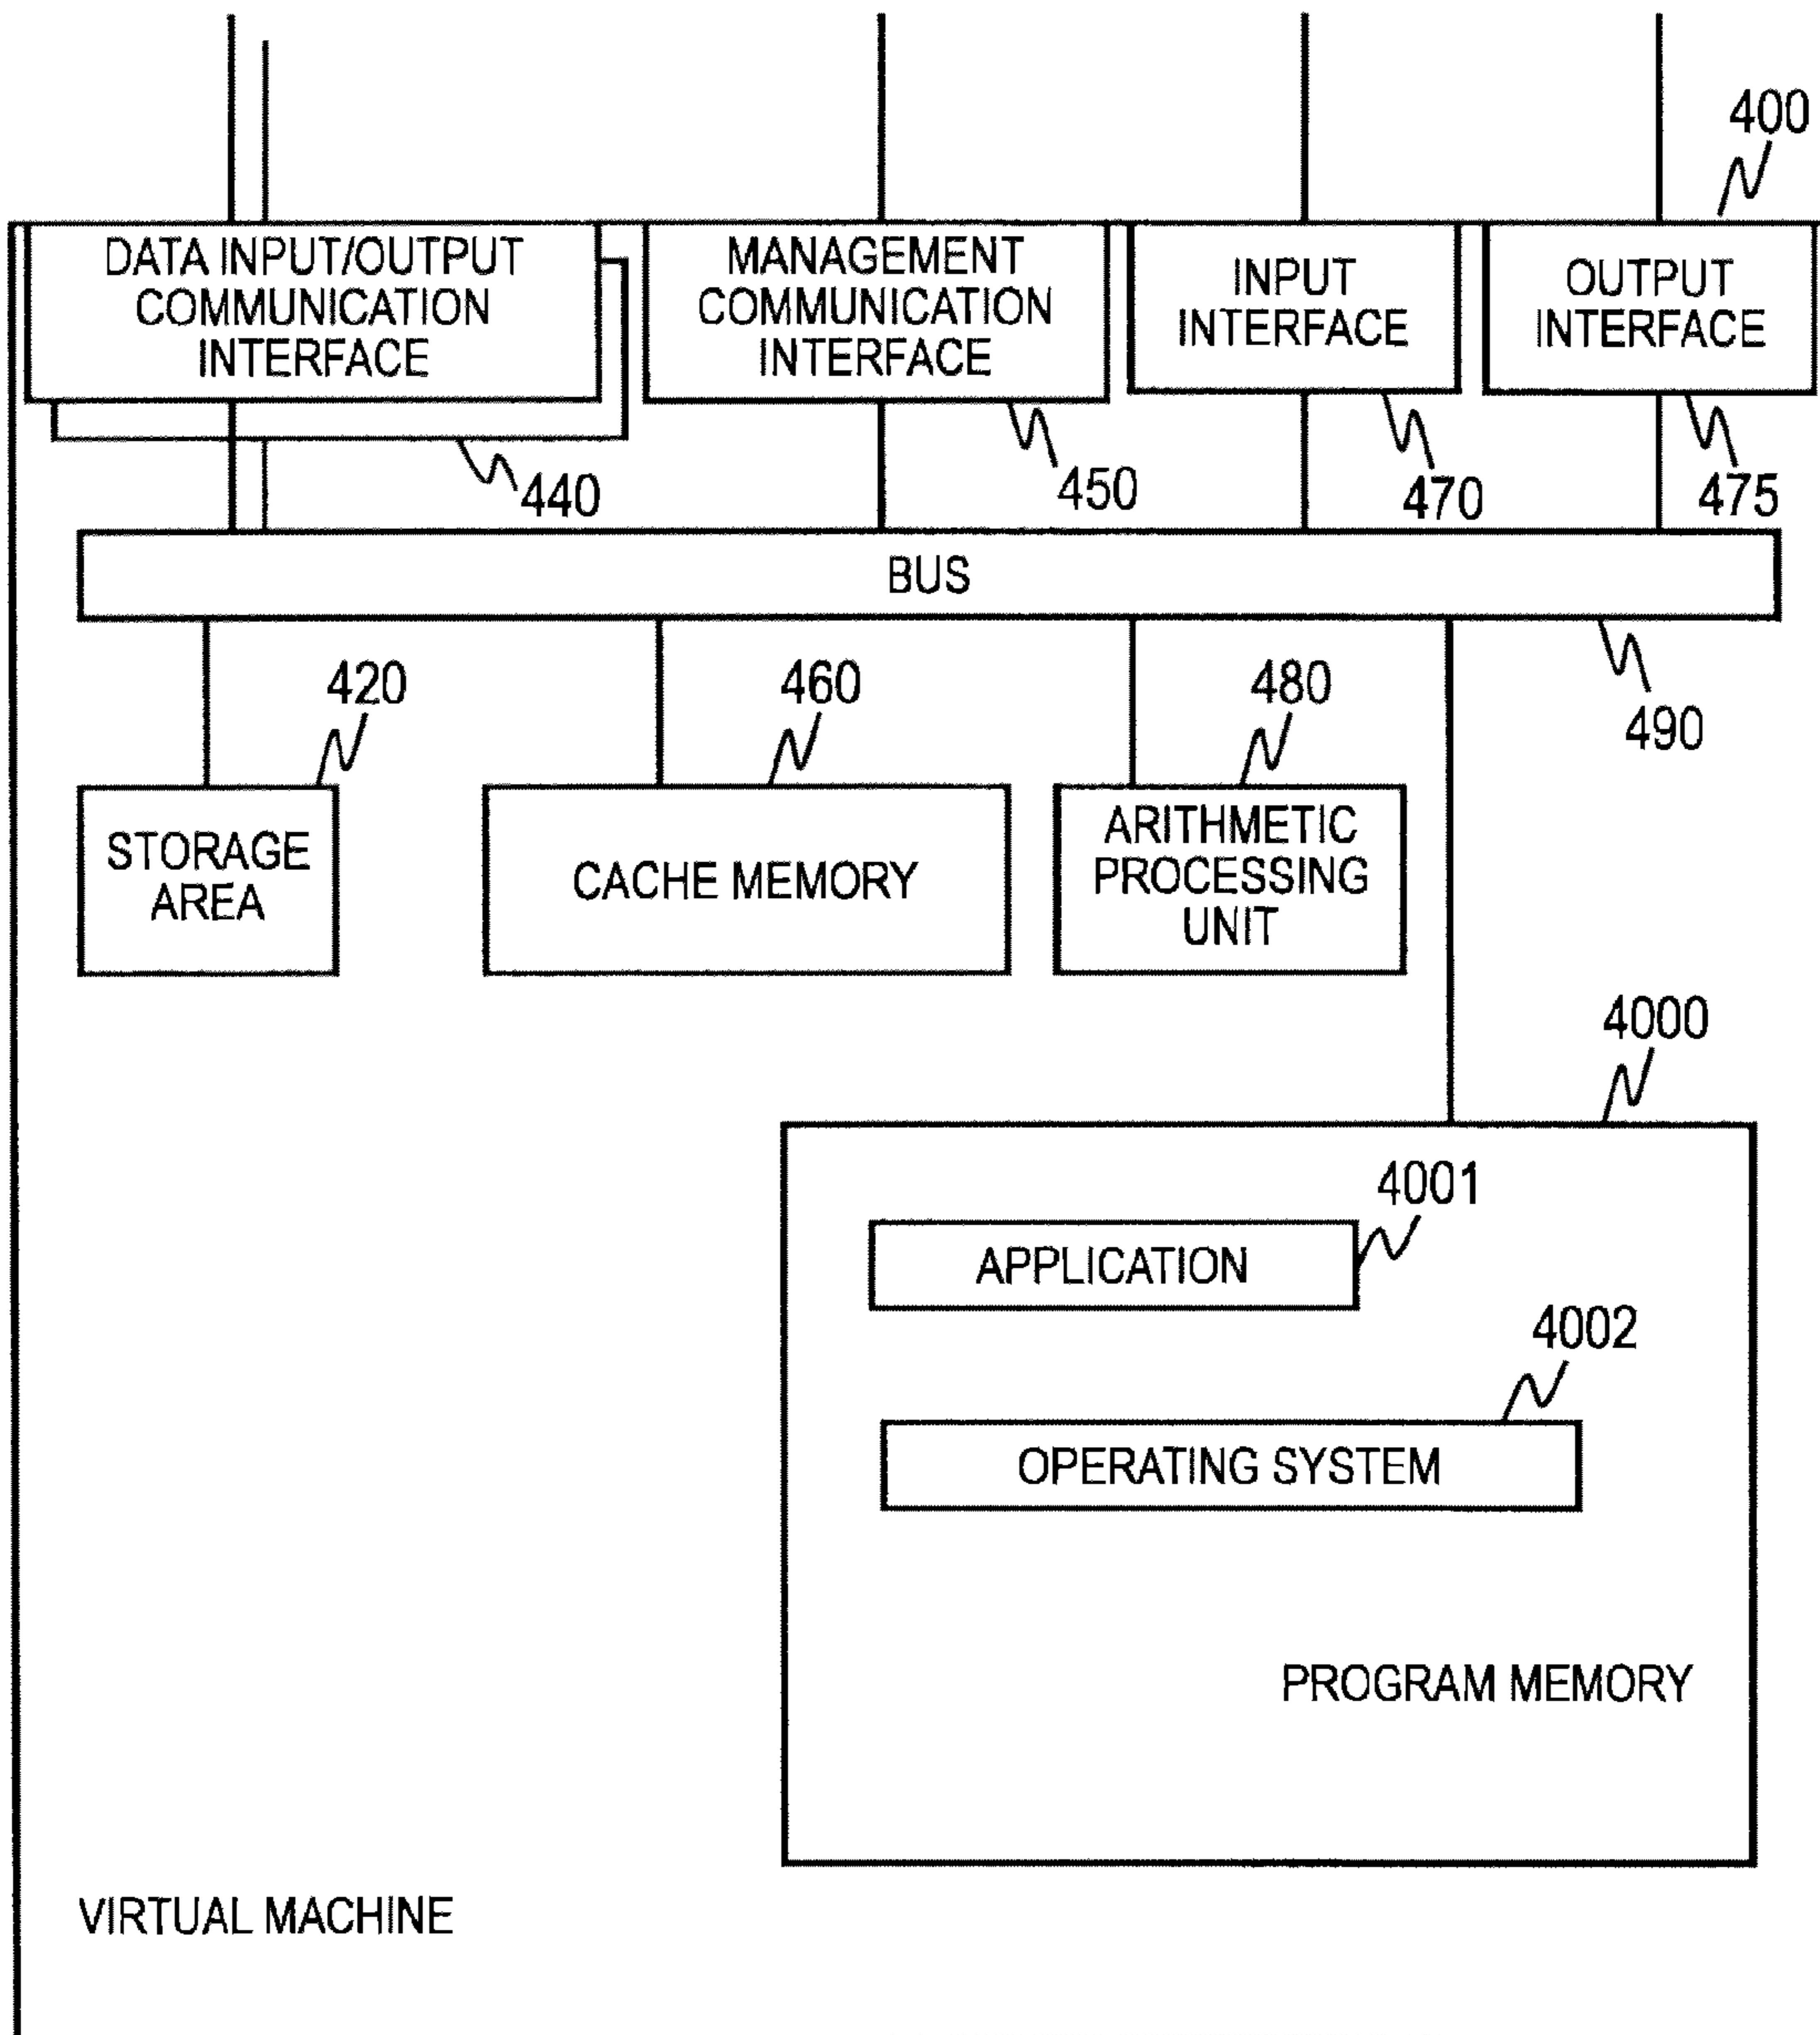 400
DATA INPUT/OUTPUT
COMMUNICATION
INTERFACE
MANAGEMENT
COMMUNICATION
INTERFACE
INPUT
INTERFACE
OUTPUT
INTERFACE
440
450
470
475
BUS
420
460
480
490
STORAGE
AREA
CACHE MEMORY
ARITHMETIC
PROCESSING
UNIT
4000
4001
APPLICATION
4002
OPERATING SYSTEM
PROGRAM MEMORY
VIRTUAL MACHINE